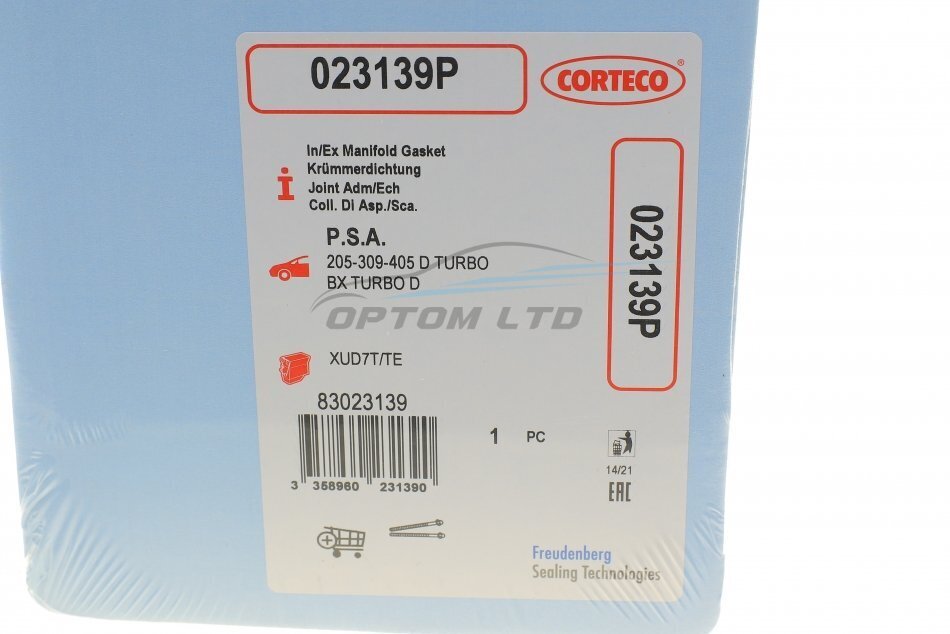 023139P
CORTECO®
In/Ex Manifold Gasket
Krümmerdichtung
Joint Adm/Ech
Coll. Di Asp./Sca.
P.S.A.
205-309-405 D TURBO
BX TURBO D
OPTOM LTD
023139P
XUD7T/TE
83023139
3 358960 231390
1 PC
14/21
EAC
Freudenberg
Sealing Technologies